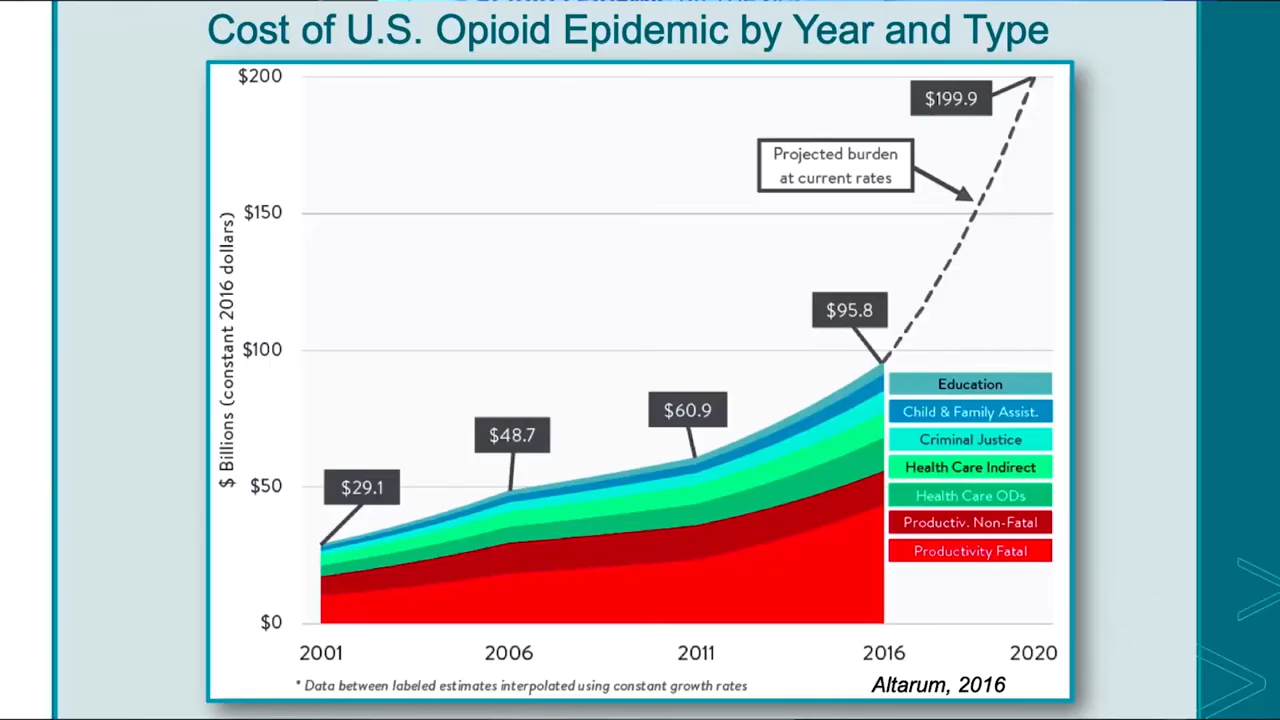 Cost of U.S. Opioid Epidemic by Year and Type
$ Billions (constant 2016 dollars)
$200
$150
$100
$50
$0
$199.9
Projected burden
at current rates
$95.8
$60.9
$48.7
$29.1
Education
Child & Family Assist.
Criminal Justice
Health Care Indirect
Health Care ODs
Productiv. Non-Fatal
Productivity Fatal
2001 2006 2011 2016 2020
* Data between labeled estimates interpolated using constant growth rates
Altarum, 2016